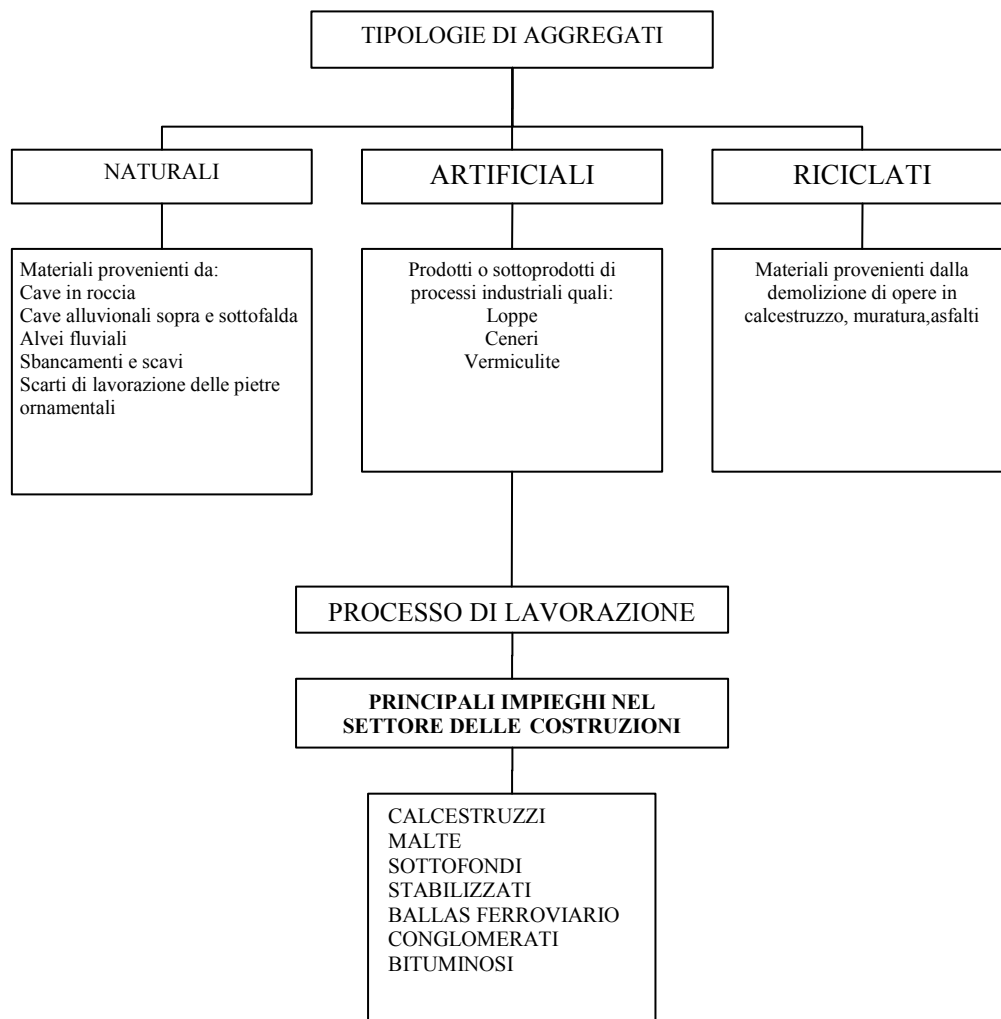 TIPOLOGIE DI AGGREGATI
NATURALI
ARTIFICIALI
RICICLATI
Materiali provenienti da:
Cave in roccia
Cave alluvionali sopra e sottofalda
Alvei fluviali
Sbancamenti e scavi
Scarti di lavorazione delle pietre
ornamentali
Prodotti o sottoprodotti di
processi industriali quali:
Loppe
Ceneri
Vermiculite
Materiali provenienti dalla
demolizione di opere in
calcestruzzo, muratura,asfalti
PROCESSO DI LAVORAZIONE
PRINCIPALI IMPIEGHI NEL
SETTORE DELLE COSTRUZIONI
CALCESTRUZZI
MALTE
SOTTOFONDI
STABILIZZATI
BALLAS FERROVIARIO
CONGLOMERATI
BITUMINOSI